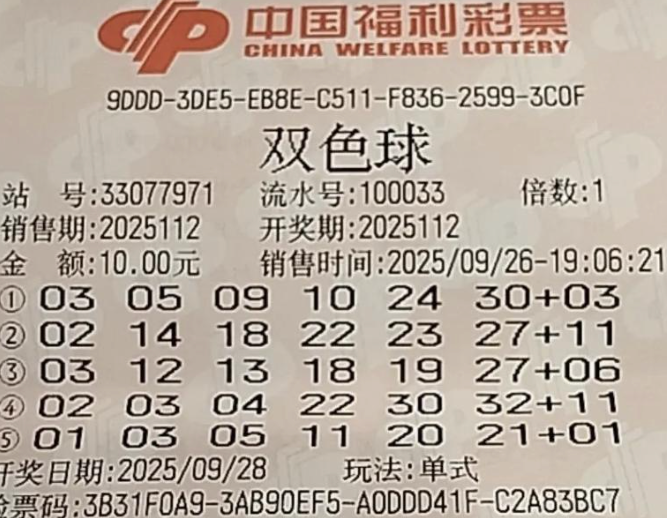 中国福利彩票
CHINA WELFARE LOTTERY
9DDD-3DE5-EB8E-C511-F836-2599-3C0F
双色球
站 号:33077971 流水号:100033 倍数:1
销售期:2025112 开奖期:2025112
金 额:10.00元 销售时间:2025/09/26-19:06:21
① 03 05 09 10 24 30+03
② 02 14 18 22 23 27+11
③ 03 12 13 18 19 27+06
④ 02 03 04 22 30 32+11
⑤ 01 03 05 11 20 21+01
开奖日期:2025/09/28 玩法:单式
验票码:3B31F0A9-3AB90EF5-A0DDD41F-C2A83BC7